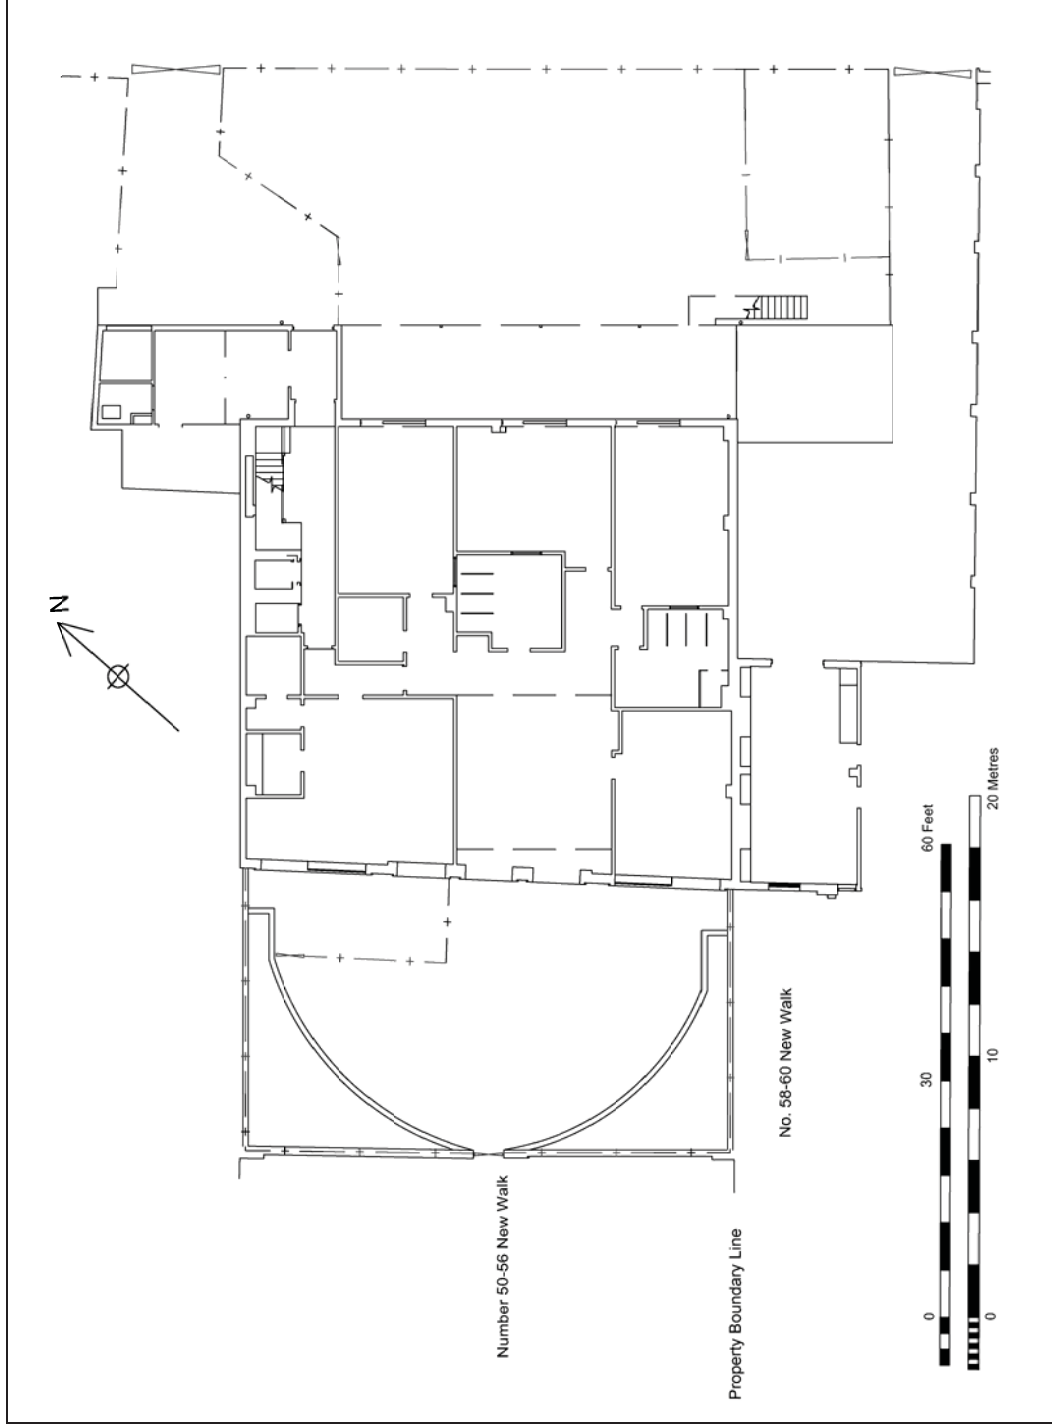 N
Number 50-56 New Walk
Property Boundary Line
No. 58-60 New Walk
0
30
60 Feet
0
10
20 Metres